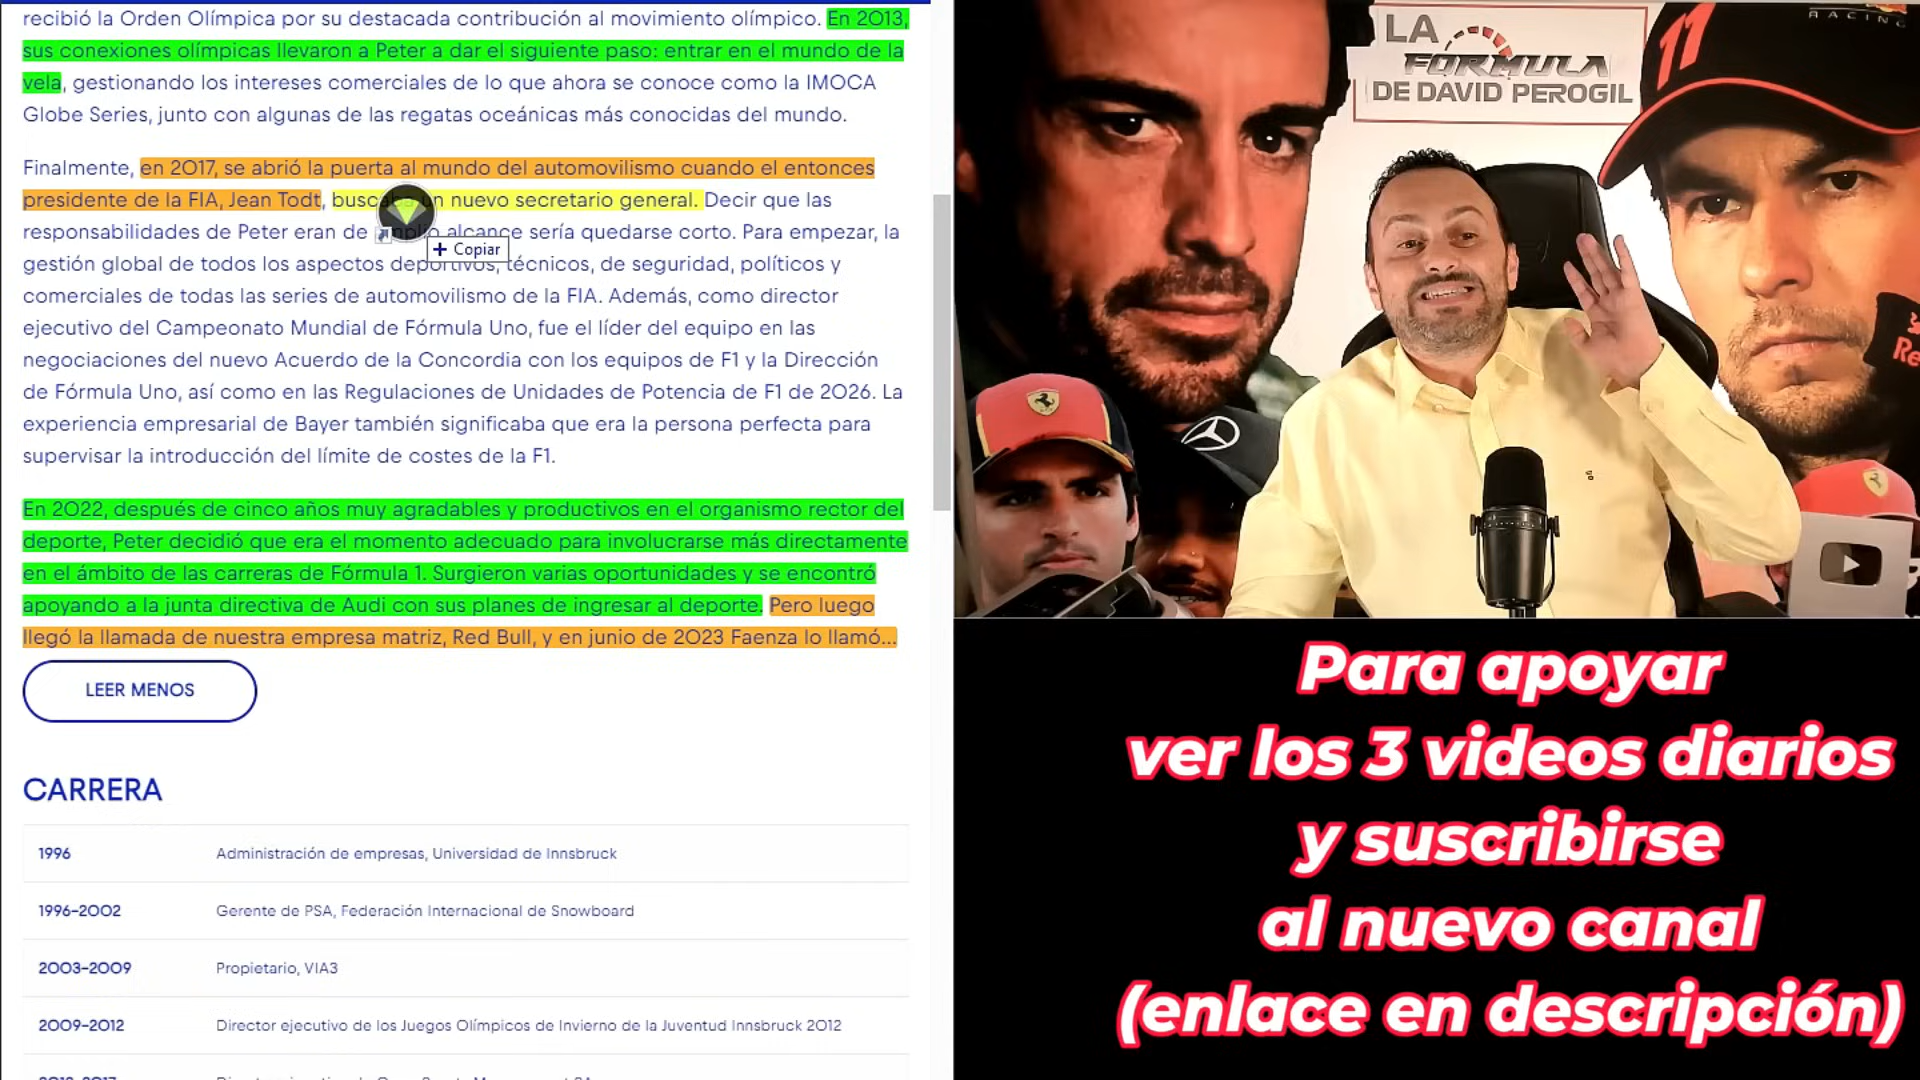 recibió la Orden Olímpica por su destacada contribución al movimiento olímpico. En 2013,
sus conexiones olímpicas llevaron a Peter a dar el siguiente paso: entrar en el mundo de la
vela, gestionando los intereses comerciales de lo que ahora se conoce como la IMOCA
Globe Series, junto con algunas de las regatas oceánicas más conocidas del mundo.
Finalmente, en 2017, se abrió la puerta al mundo del automovilismo cuando el entonces
presidente de la FIA, Jean Todt, buscaba un nuevo secretario general. Decir que las
responsabilidades de Peter eran de amplio alcance sería quedarse corto. Para empezar, la
+ Copiar
gestión global de todos los aspectos deportivos, técnicos, de seguridad, políticos y
comerciales de todas las series de automovilismo de la FIA. Además, como director
ejecutivo del Campeonato Mundial de Fórmula Uno, fue el líder del equipo en las
negociaciones del nuevo Acuerdo de la Concordia con los equipos de F1 y la Dirección
de Fórmula Uno, así como en las Regulaciones de Unidades de Potencia de F1 de 2026. La
experiencia empresarial de Bayer también significaba que era la persona perfecta para
supervisar la introducción del límite de costes de la F1.
En 2022, después de cinco años muy agradables y productivos en el organismo rector del
deporte, Peter decidió que era el momento adecuado para involucrarse más directamente
en el ámbito de las carreras de Fórmula 1. Surgieron varias oportunidades y se encontró
apoyando a la junta directiva de Audi con sus planes de ingresar al deporte. Pero luego
llegó la llamada de nuestra empresa matriz, Red Bull, y en junio de 2023 Faenza lo llamó...
LEER MENOS
CARRERA
1996 Administración de empresas, Universidad de Innsbruck
1996-2002 Gerente de PSA, Federación Internacional de Snowboard
2003-2009 Propietario, VIA3
2009-2012 Director ejecutivo de los Juegos Olímpicos de Invierno de la Juventud Innsbruck 2012
LA
FÓRMULA
DE DAVID PEROGIL
11
RACING
Re
Para apoyar
ver los 3 videos diarios
y suscribirse
al nuevo canal
(enlace en descripción)